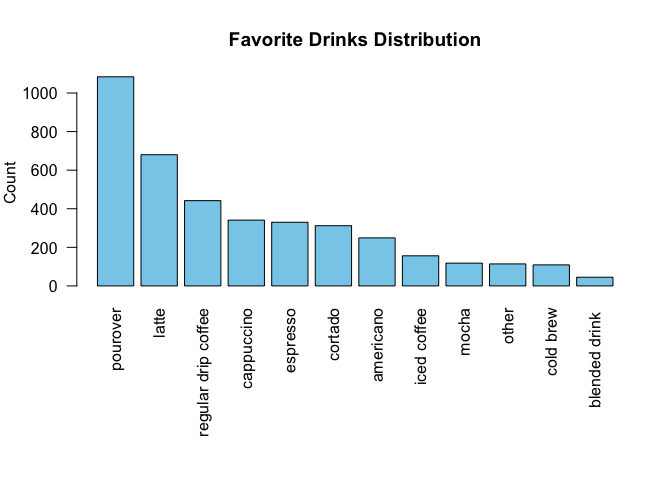 Favorite Drinks Distribution
Count
1000
800
600
400
200
0
pourover
latte
regular drip coffee
cappuccino
espresso
cortado
americano
iced coffee
mocha
other
cold brew
blended drink